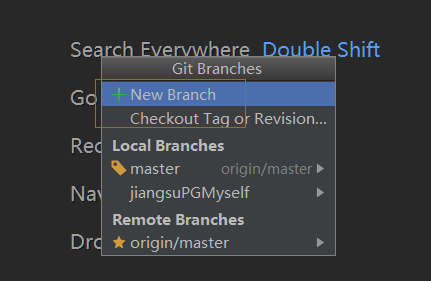 Search Everywhere Double Shift
Git Branches
New Branch
Go
Checkout Tag or Revision...
Local Branches
master origin/master
jiangsuPGMyself
Remote Branches
origin/master